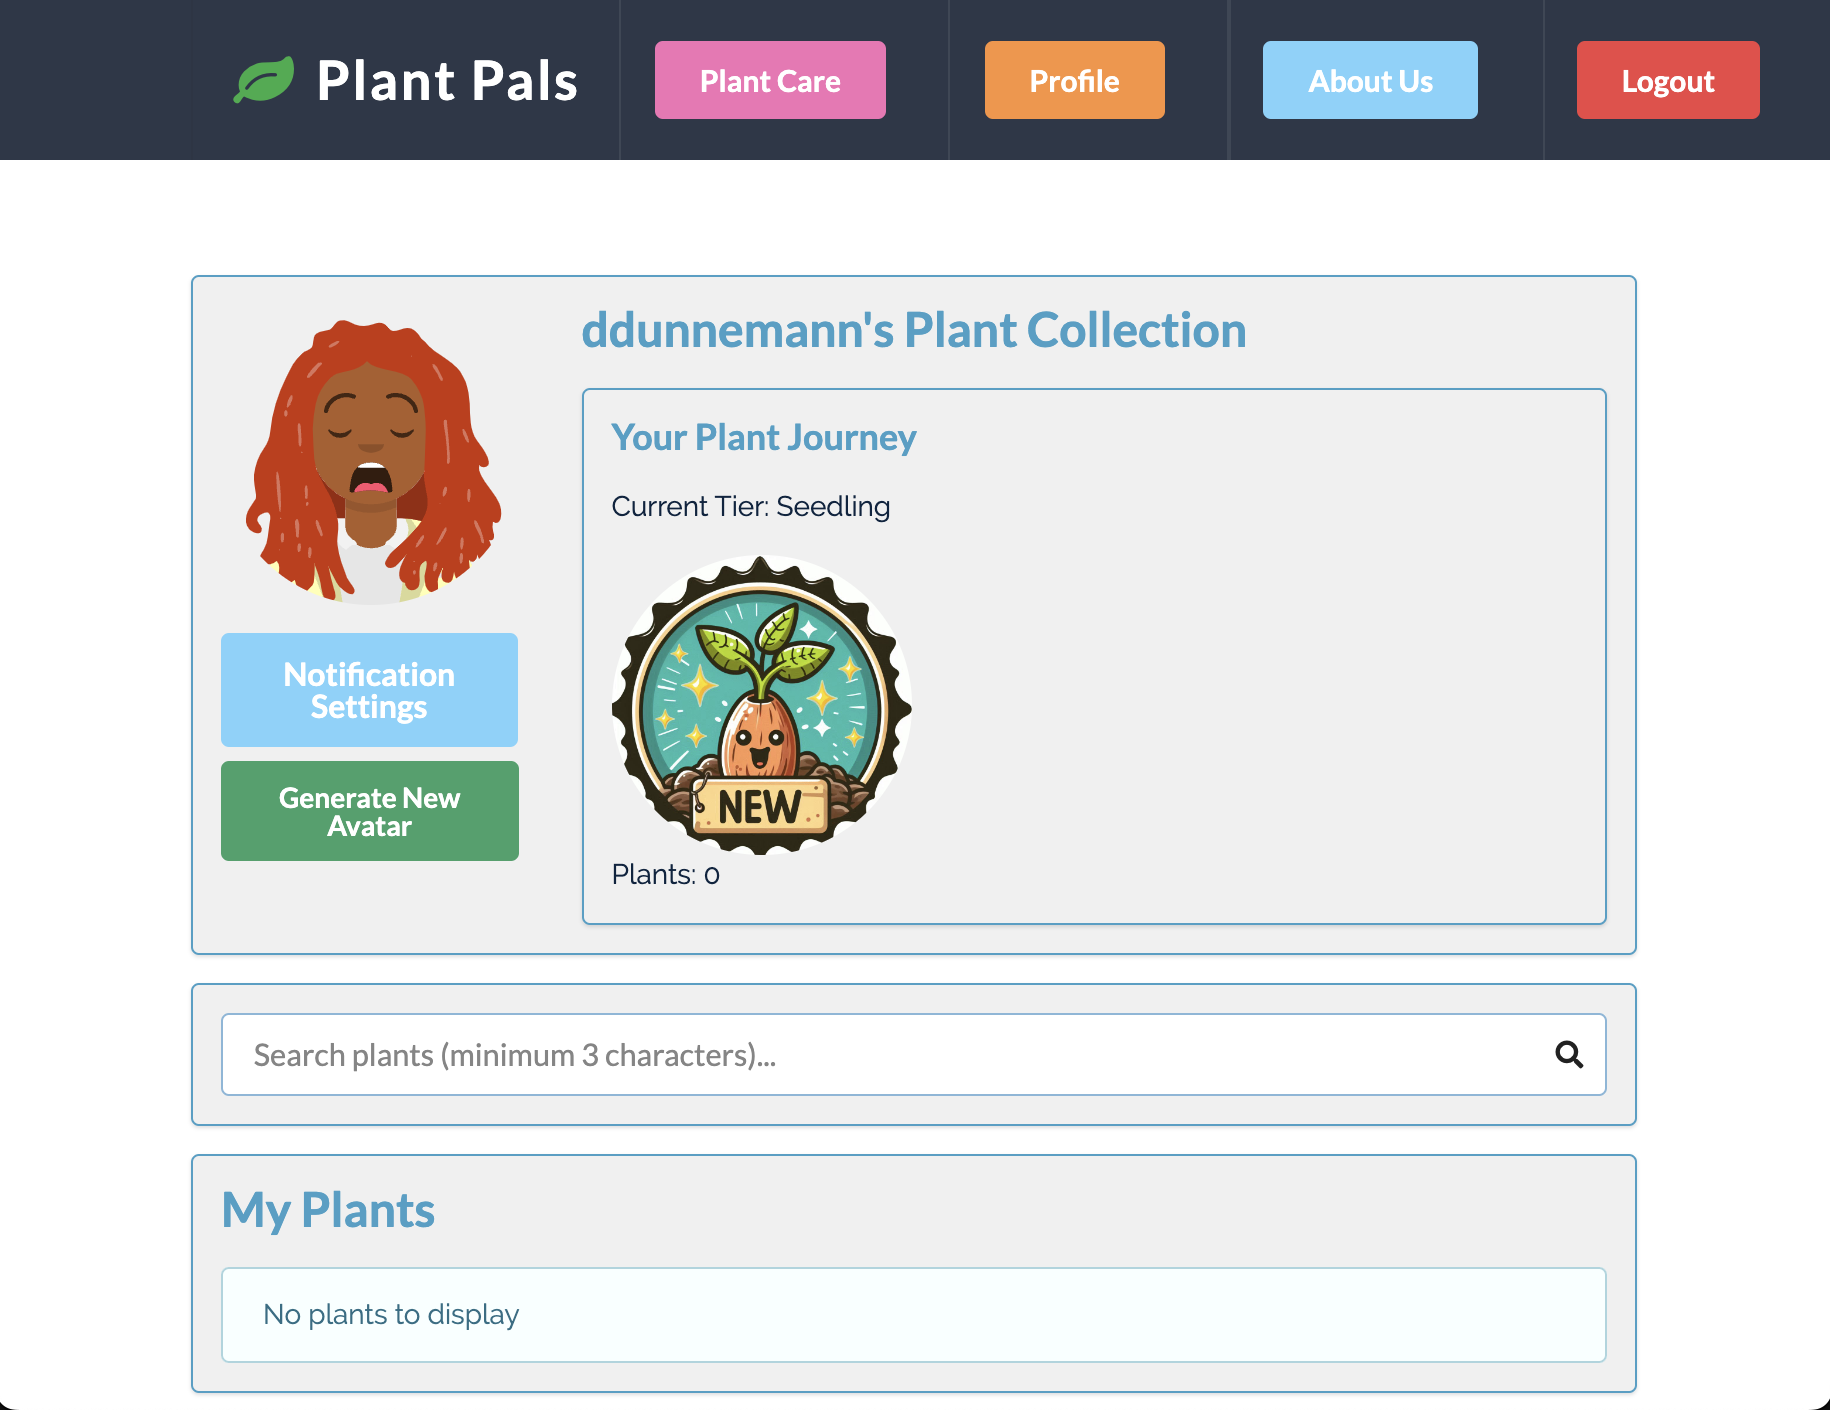 Plant Pals
Plant Care
Profile
About Us
Logout
ddunnemann's Plant Collection
Your Plant Journey
Current Tier: Seedling
NEW
Plants: 0
Notification
Settings
Generate New
Avatar
Search plants (minimum 3 characters)...
My Plants
No plants to display